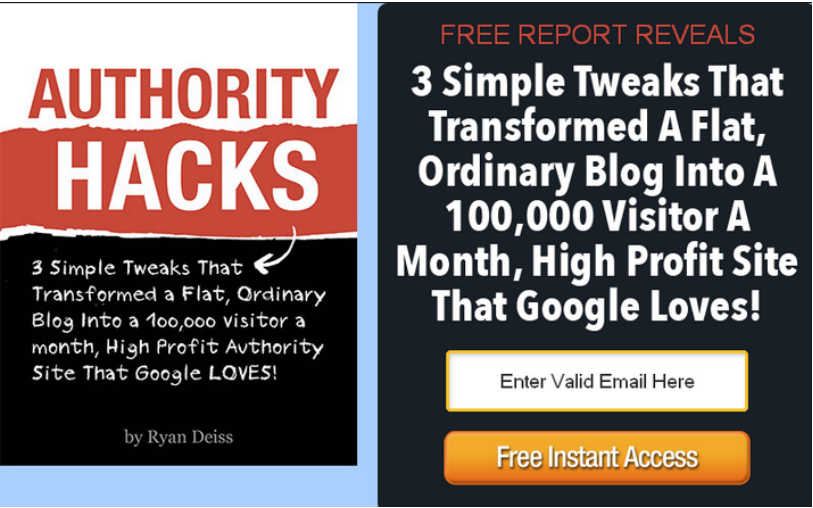 AUTHORITY
HACKS
3 Simple Tweaks That
Transformed a Flat, Ordinary
Blog Into a 100,000 visitor a
month, High Profit Authority
Site That Google LOVES!
by Ryan Deiss
FREE REPORT REVEALS
3 Simple Tweaks That
Transformed A Flat,
Ordinary Blog Into A
100,000 Visitor A
Month, High Profit Site
That Google Loves!
Enter Valid Email Here
Free Instant Access